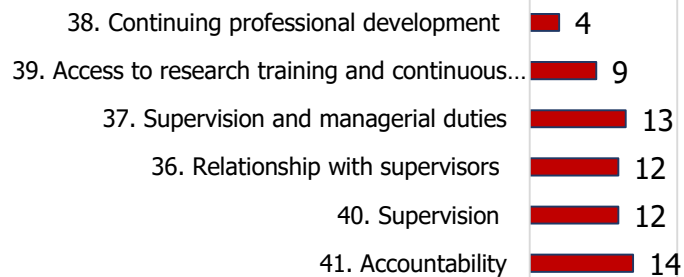 38. Continuing professional development 4
39. Access to research training and continuous… 9
37. Supervision and managerial duties 13
36. Relationship with supervisors 12
40. Supervision 12
41. Accountability 14